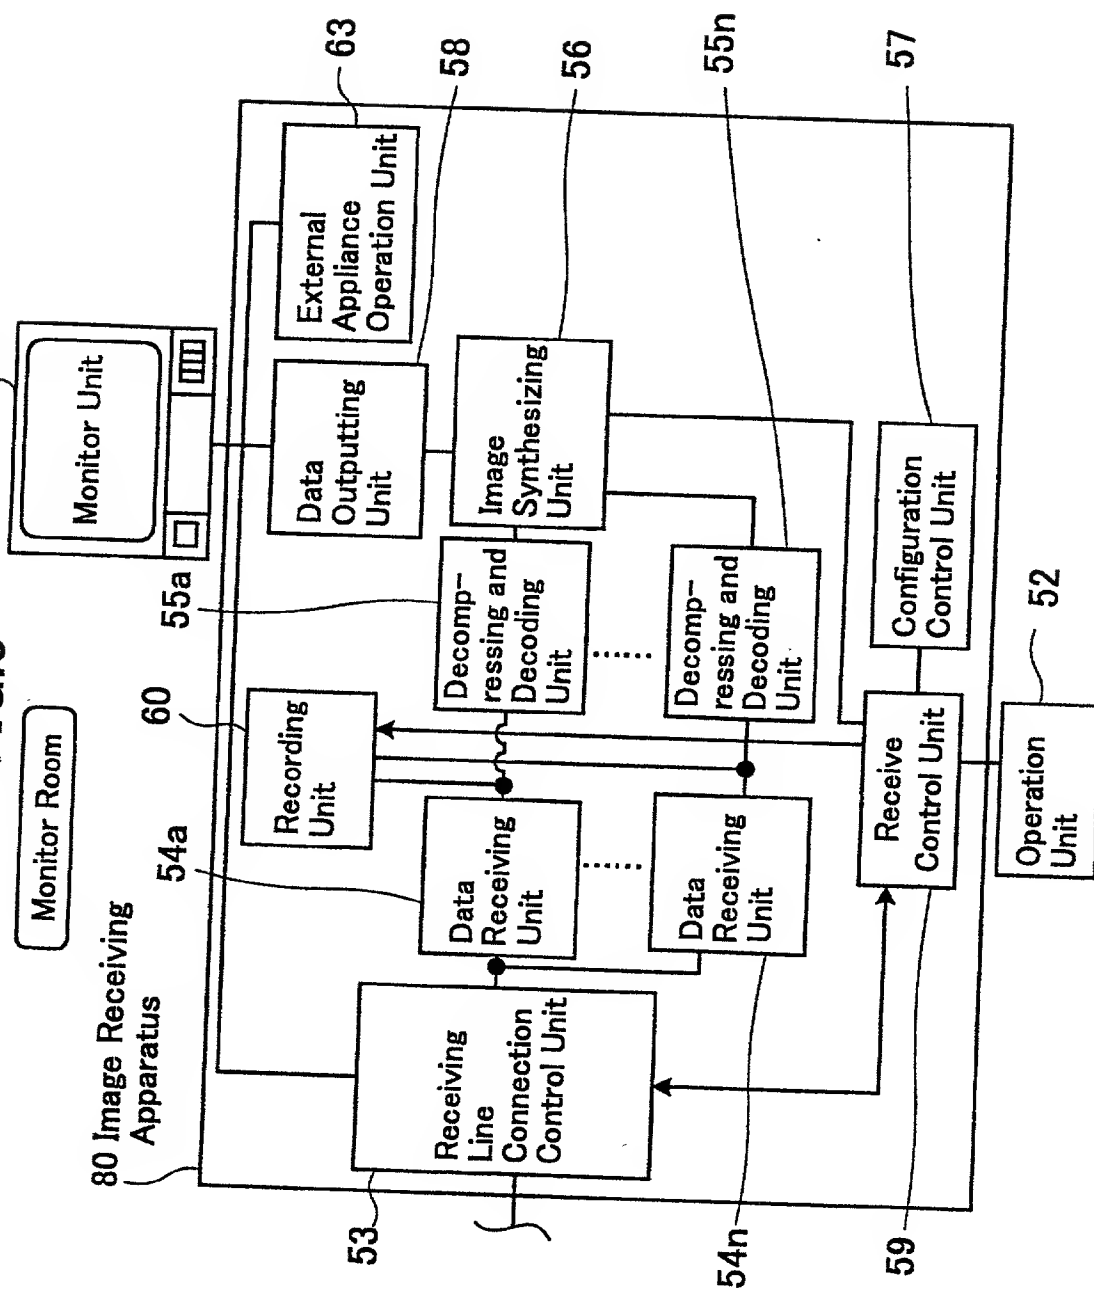 Monitor Room
80 Image Receiving
Apparatus
Monitor Unit
63
58
56
55n
57
55a
60
54a
Recording
Unit
External
Appliance
Operation Unit
Data
Outputting
Unit
Image
Synthesizing
Unit
Decomp-
ressing and
Decoding
Unit
Decomp-
ressing and
Decoding
Unit
Data
Receiving
Unit
Data
Receiving
Unit
Receiving
Line
Connection
Control Unit
Receive
Control Unit
Configuration
Control Unit
Operation
Unit
52
53
54n
59